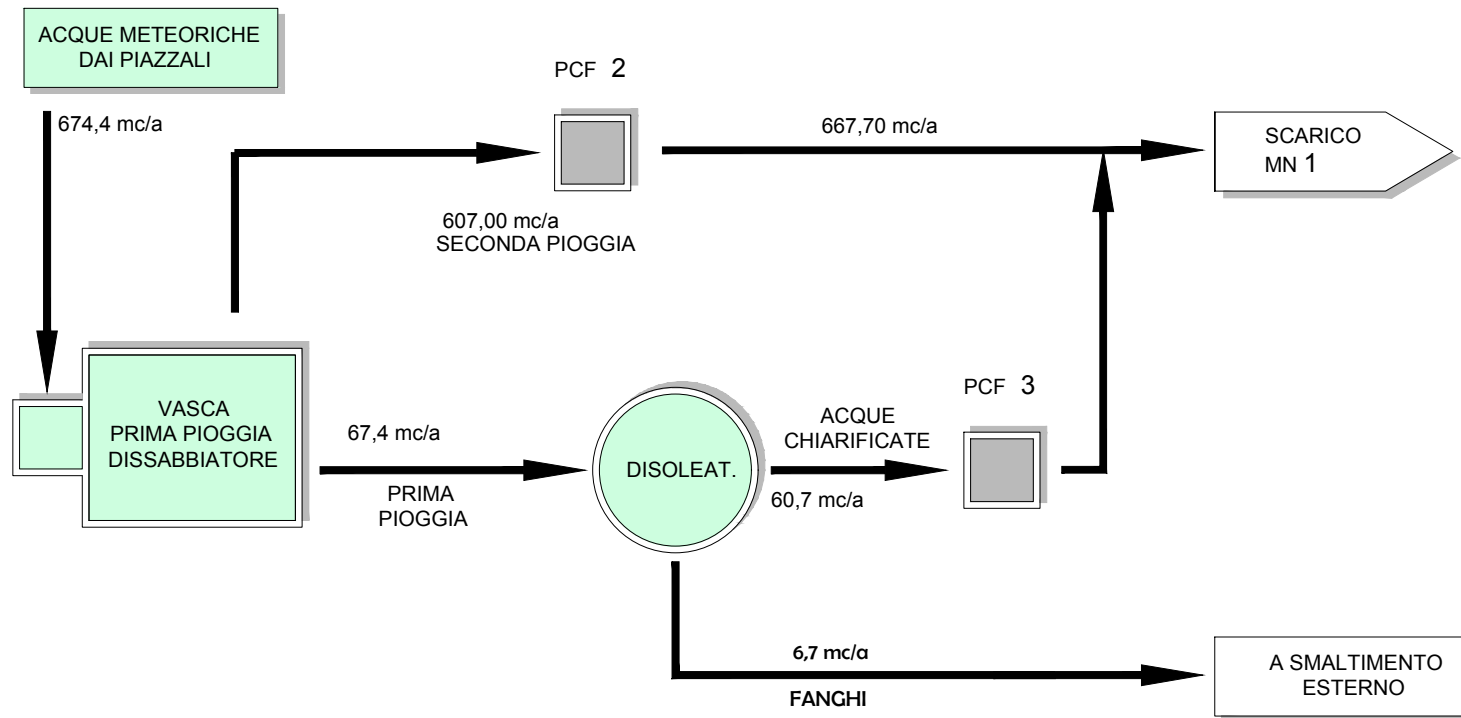 ACQUE METEORICHE
DAI PIAZZALI
674,4 mc/a
PCF 2
607,00 mc/a
SECONDA PIOGGIA
667,70 mc/a
SCARICO
MN 1
VASCA
PRIMA PIOGGIA
DISSABBIATORE
67,4 mc/a
PRIMA
PIOGGIA
DISOLEAT.
ACQUE
CHIARIFICATE
60,7 mc/a
PCF 3
6,7 mc/a
FANGHI
A SMALTIMENTO
ESTERNO